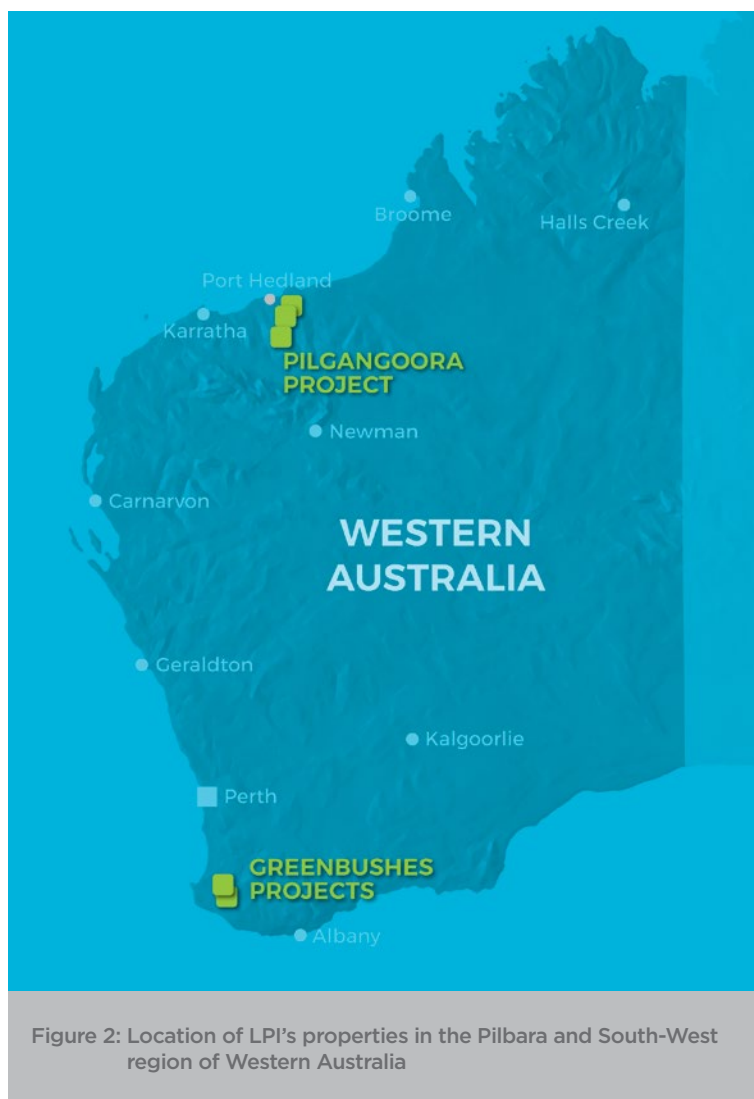 Broome
Halls Creek
Port Hedland
Karratha
PILGANGOORA
PROJECT
Newman
Carnarvon
WESTERN
AUSTRALIA
Geraldton
Kalgoorlie
Perth
GREENBUSHES
PROJECTS
Albany
Figure 2: Location of LPI's properties in the Pilbara and South-West
region of Western Australia